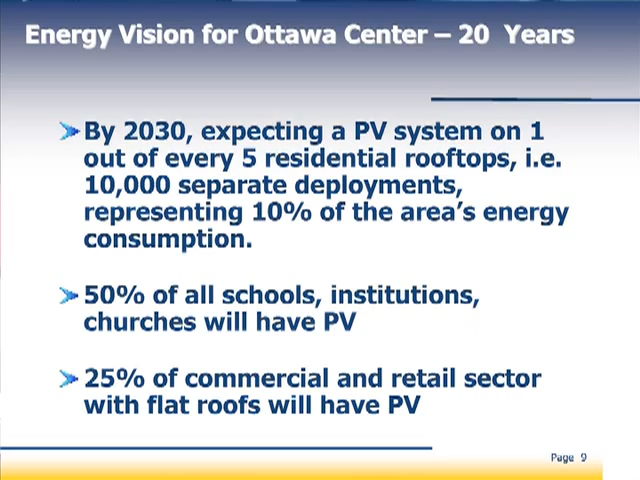 Energy Vision for Ottawa Center – 20 Years
By 2030, expecting a PV system on 1
out of every 5 residential rooftops, i.e.
10,000 separate deployments,
representing 10% of the area's energy
consumption.
50% of all schools, institutions,
churches will have PV
25% of commercial and retail sector
with flat roofs will have PV
Page 9